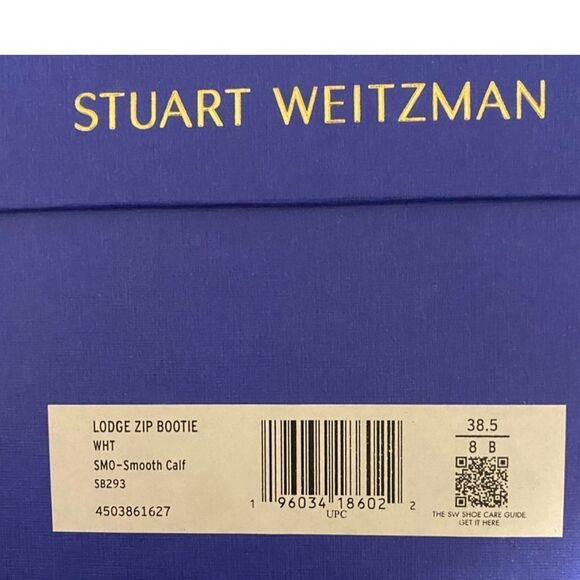 STUART WEITZMAN
LODGE ZIP BOOTIE
WHT
SMO-Smooth Calf
SB293
4503861627
1 96034 18602 2
UPC
38.5
8 B
THE SW SHOE CARE GUIDE.
GET IT HERE